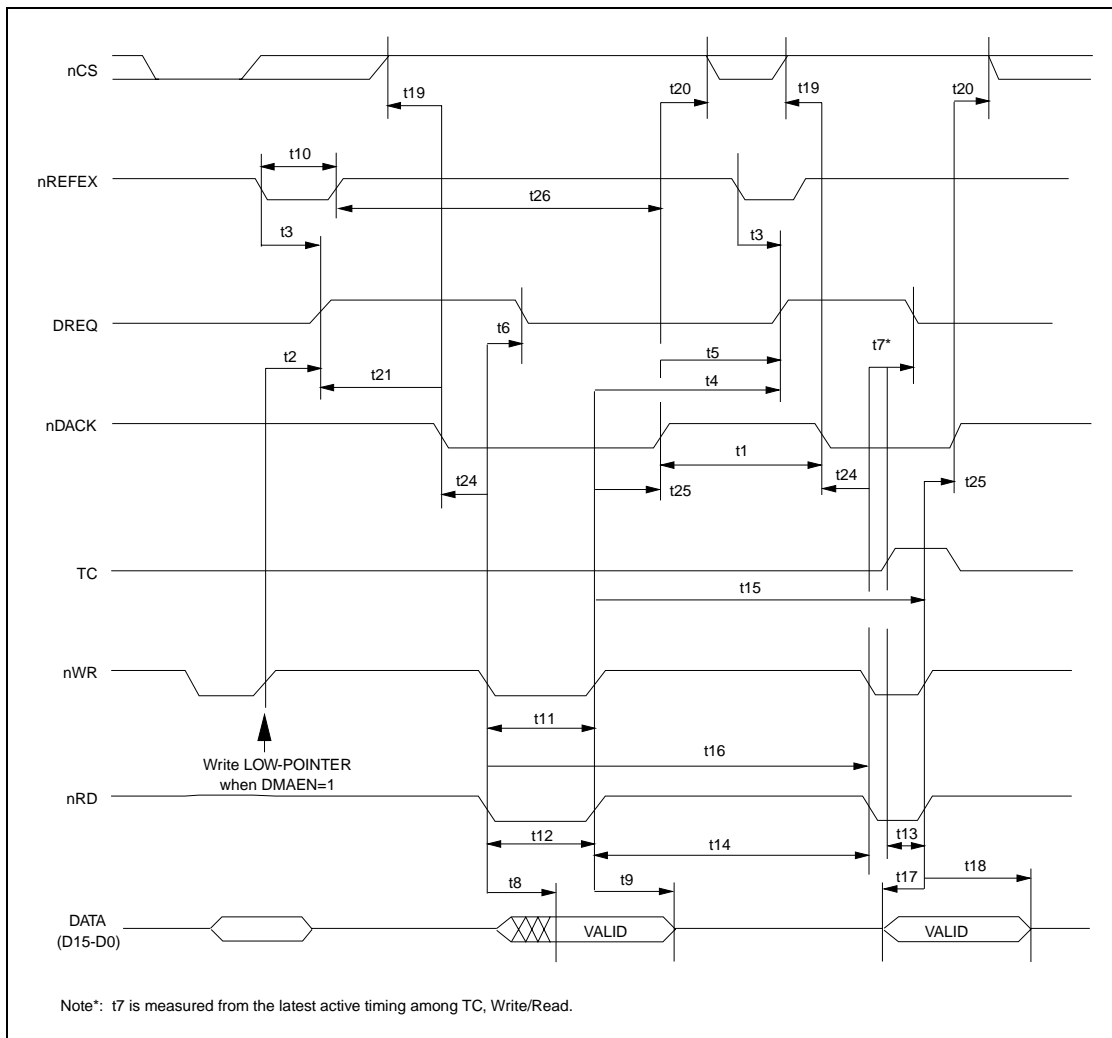 nCS
t19
t20
t19
t20
t10
nREFEX
t26
t3
t3
DREQ
t6
t7*
t2
t5
t21
t4
nDACK
t1
t24
t25
t24
t25
TC
t15
nWR
t11
t16
Write LOW-POINTER
when DMAEN=1
nRD
t12
t13
t14
t8
t9
t17
t18
DATA
(D15-D0)
VALID
VALID
Note*: t7 is measured from the latest active timing among TC, Write/Read.